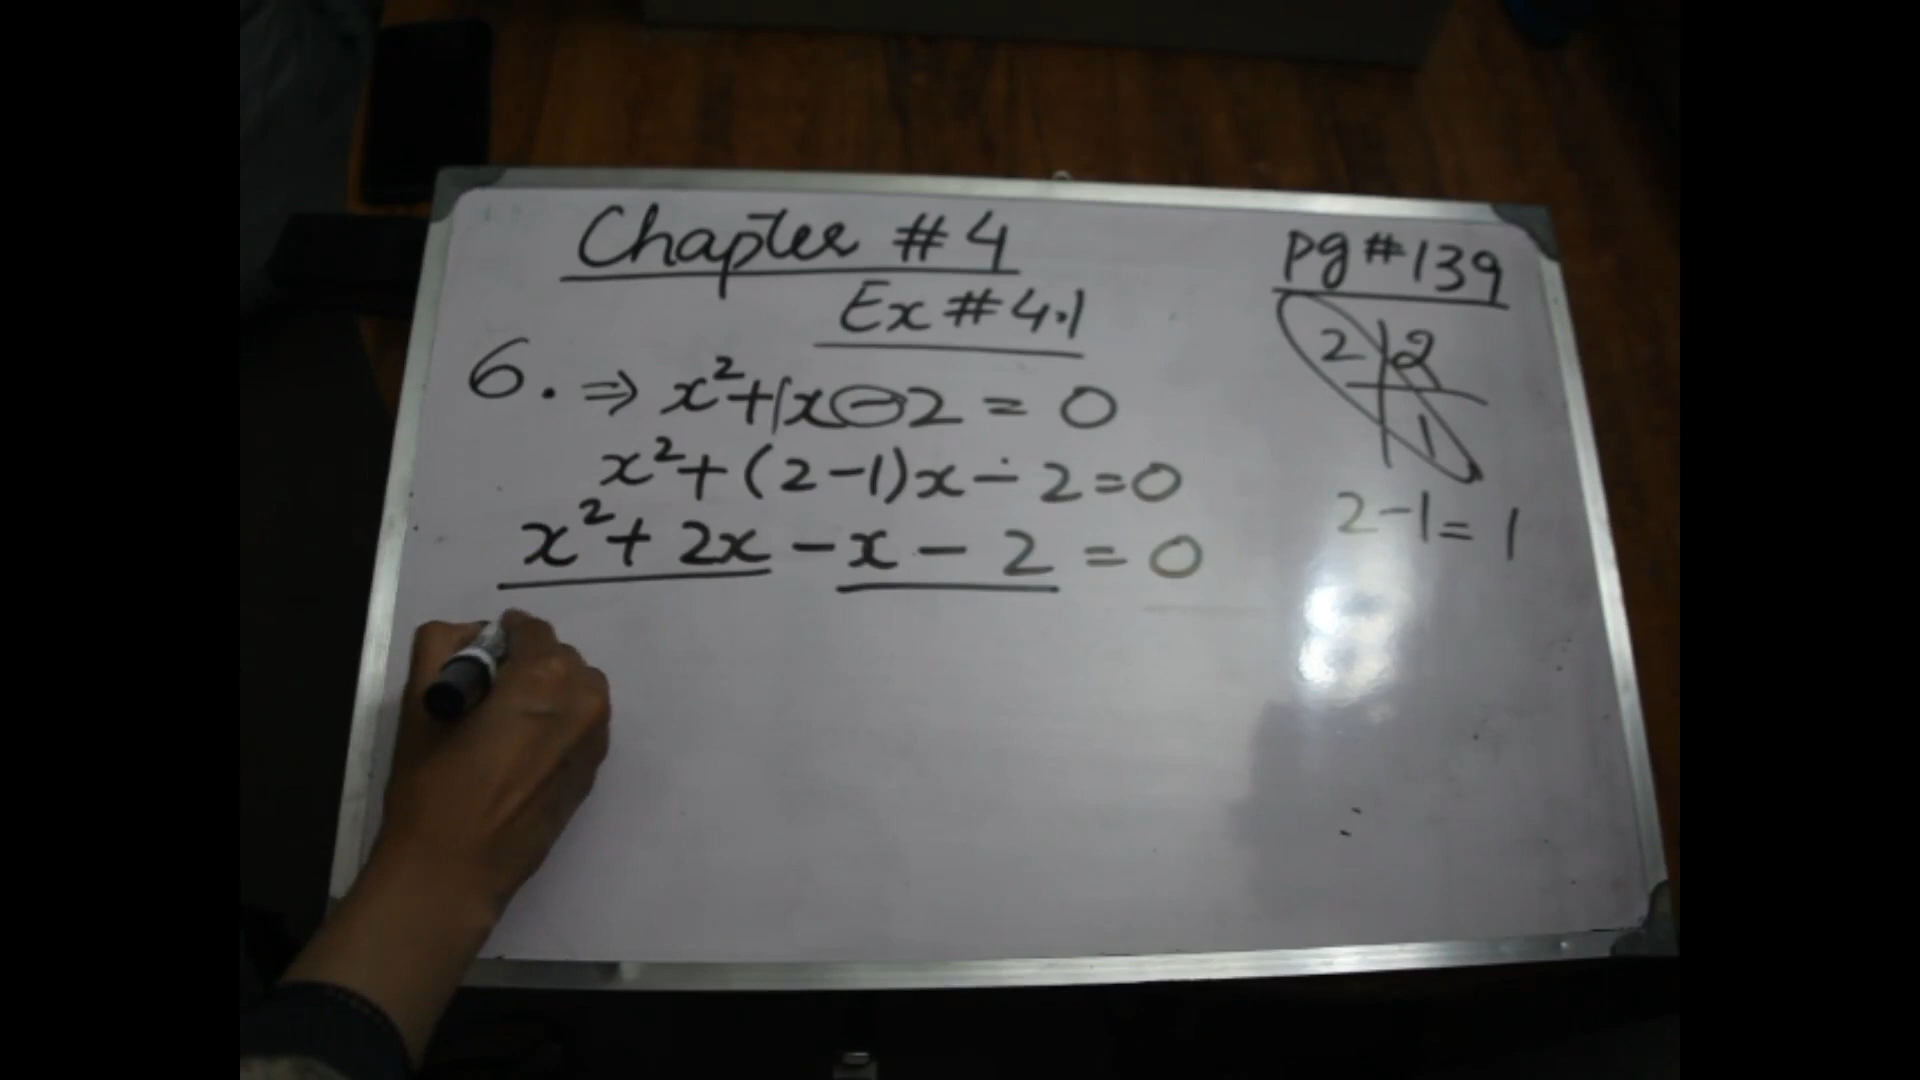 Chapter # 4
pg # 139
Ex # 4.1
6. ⇒ x²+1x-2 = 0
2 | 2
1
x²+(2-1)x-2=0
2-1= 1
x²+ 2x -x - 2 = 0